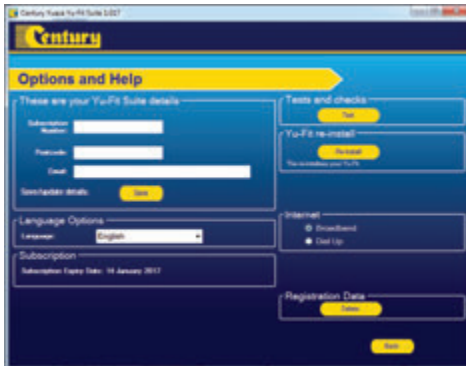 Century Yuasa Yu-Fit Suite 3.027
Century
Options and Help
These are your Yu-Fit Suite details
Subscription
Number:
Postcode:
Email:
Save/update details:
Save
Language Options
Language:
English
Subscription
Subscription Expiry Date: 14 January 2017
Tests and checks
Test
Yu-Fit re-install
Re-install
Internet
Broadband
Dial Up
Registration Data
Delete
Back